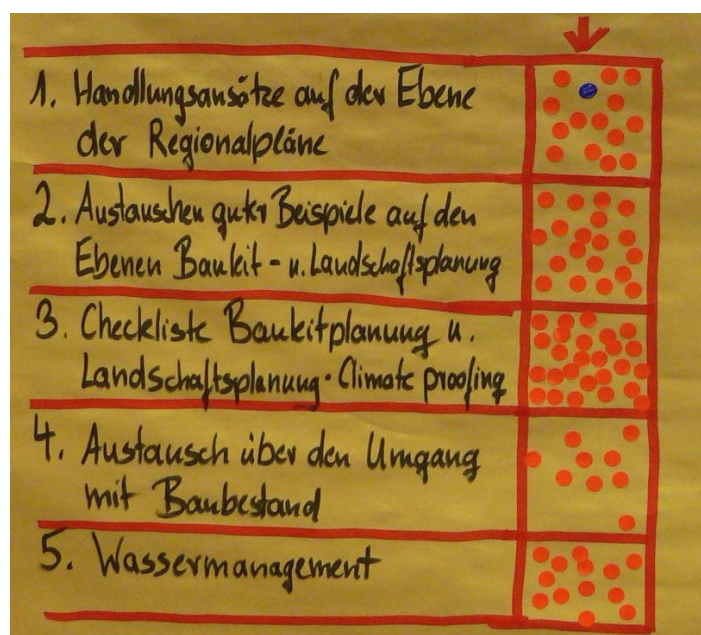 1. Handlungsansätze auf der Ebene
der Regionalpläne
2. Austauschen guter Beispiele auf den
Ebenen Bauleit- u. Landschaftsplanung
3. Checkliste Bauleitplanung u.
Landschaftsplanung · Climate proofing
4. Austausch über den Umgang
mit Baubestand
5. Wassermanagement